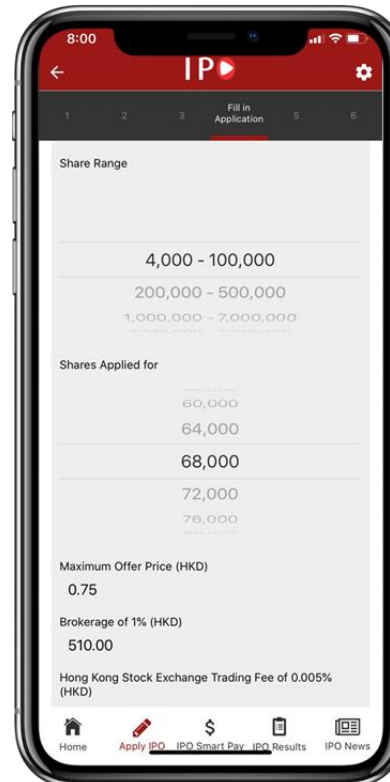 8:00
IPO
1 2 3 Fill in Application 5 6
Share Range
4,000 - 100,000
200,000 - 500,000
1,000,000 - 7,000,000
Shares Applied for
60,000
64,000
68,000
72,000
76,000
Maximum Offer Price (HKD)
0.75
Brokerage of 1% (HKD)
510.00
Hong Kong Stock Exchange Trading Fee of 0.005%
(HKD)
Home Apply IPO IPO Smart Pay IPO Results IPO News